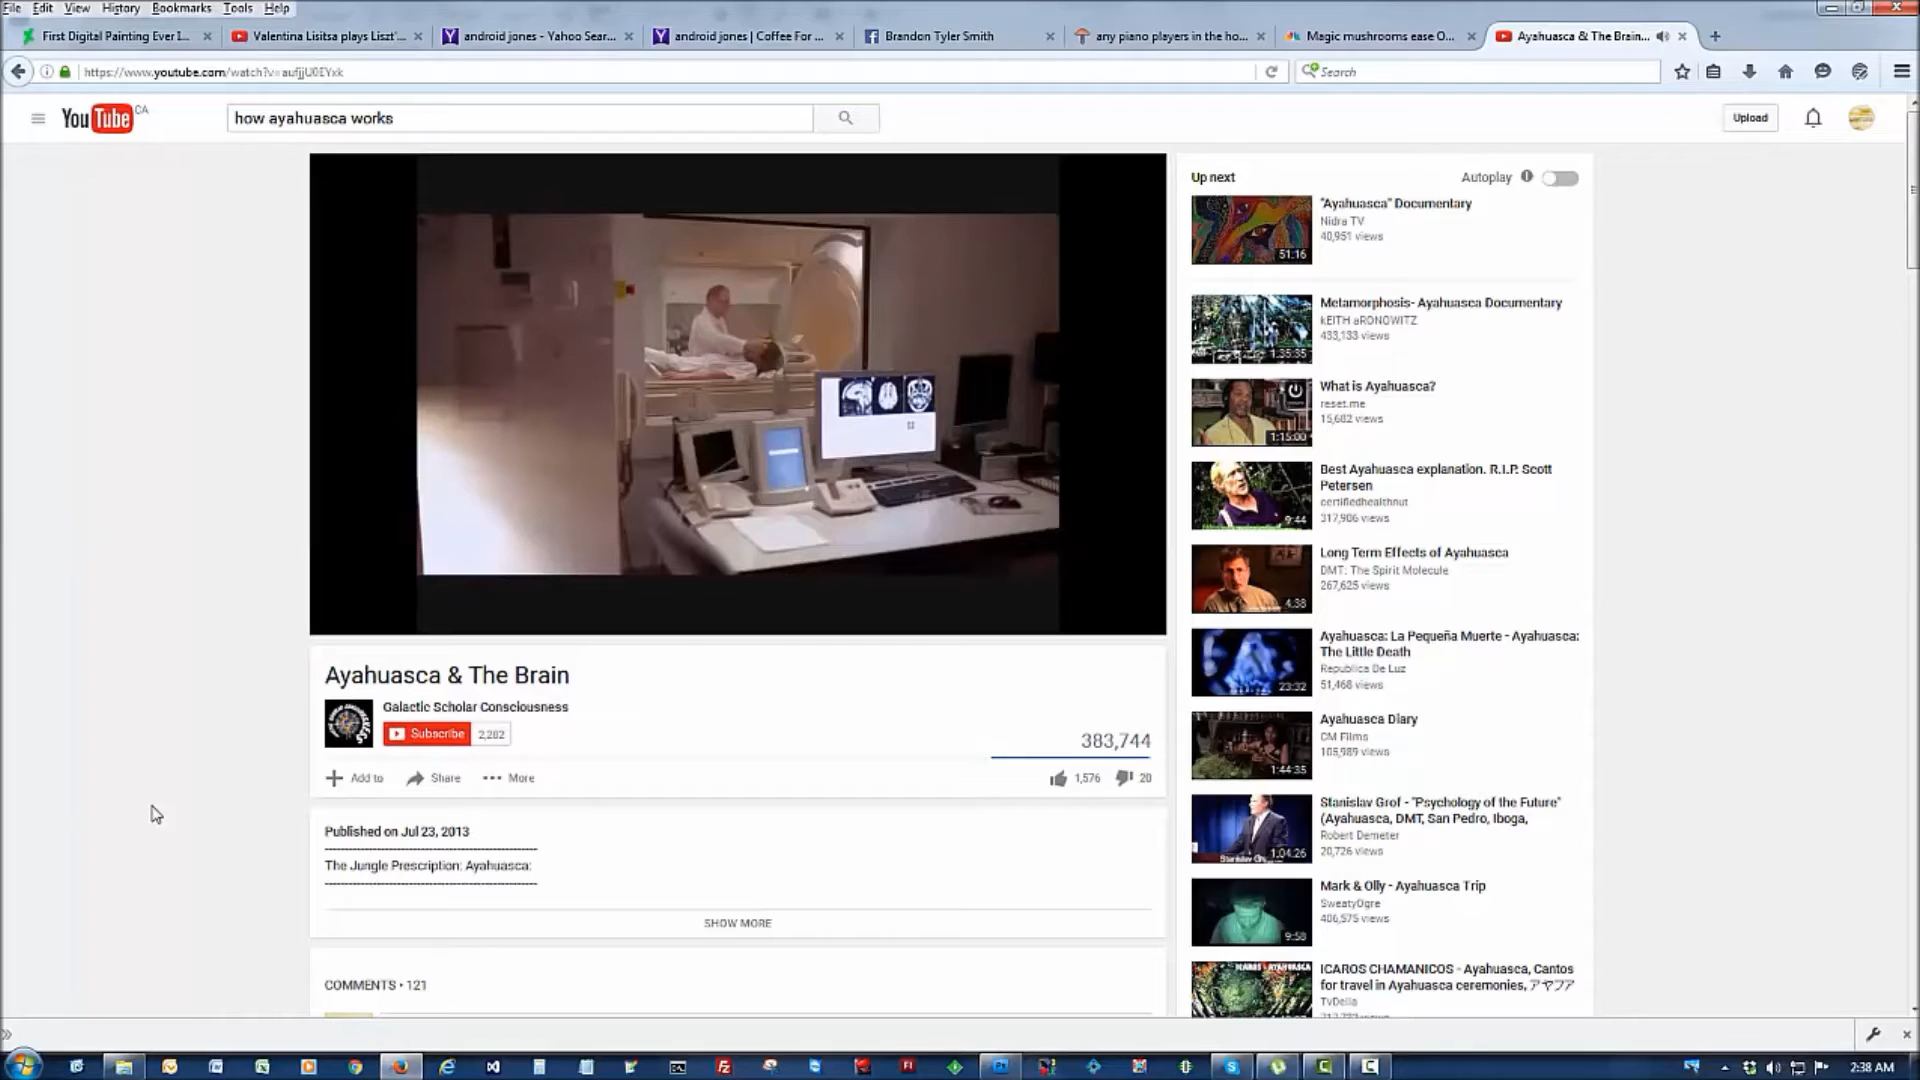 File Edit View History Bookmarks Tools Help
First Digital Painting Ever I...
Valentina Lisitsa plays Liszt'...
android jones - Yahoo Sear...
android jones | Coffee For ...
Brandon Tyler Smith
any piano players in the ho...
Magic mushrooms ease O...
Ayahuasca & The Brain...
Search
YouTube CA
how ayahuasca works
Upload
Up next
Autoplay
"Ayahuasca" Documentary
Nidra TV
40,951 views
51:16
Metamorphosis- Ayahuasca Documentary
kEITH aRONOWITZ
433,133 views
1:35:35
What is Ayahuasca?
reset.me
15,602 views
1:15:00
Best Ayahuasca explanation. R.I.P. Scott
Petersen
certifiedhealthnut
317,906 views
9:44
Long Term Effects of Ayahuasca
DMT: The Spirit Molecule
267,625 views
4:38
Ayahuasca: La Pequeña Muerte - Ayahuasca:
The Little Death
Republica De Luz
51,468 views
23:32
Ayahuasca Diary
CM Films
105,989 views
1:44:35
Stanislav Grof - "Psychology of the Future"
(Ayahuasca, DMT, San Pedro, Iboga,
Robert Demeter
20,726 views
1:04:26
Mark & Olly - Ayahuasca Trip
SweatyOgre
406,575 views
9:58
ICAROS CHAMANICOS - Ayahuasca, Cantos
for travel in Ayahuasca ceremonies, アヤワア
TvDelia
Ayahuasca & The Brain
Galactic Scholar Consciousness
Subscribe 2,202
383,744
Add to Share More
1,576 20
Published on Jul 23, 2013
The Jungle Prescription: Ayahuasca:
SHOW MORE
COMMENTS • 121
2:38 AM